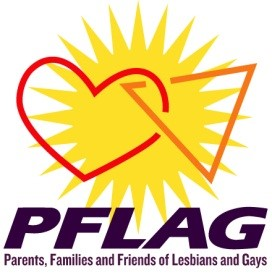 PFLAG
Parents, Families and Friends of Lesbians and Gays